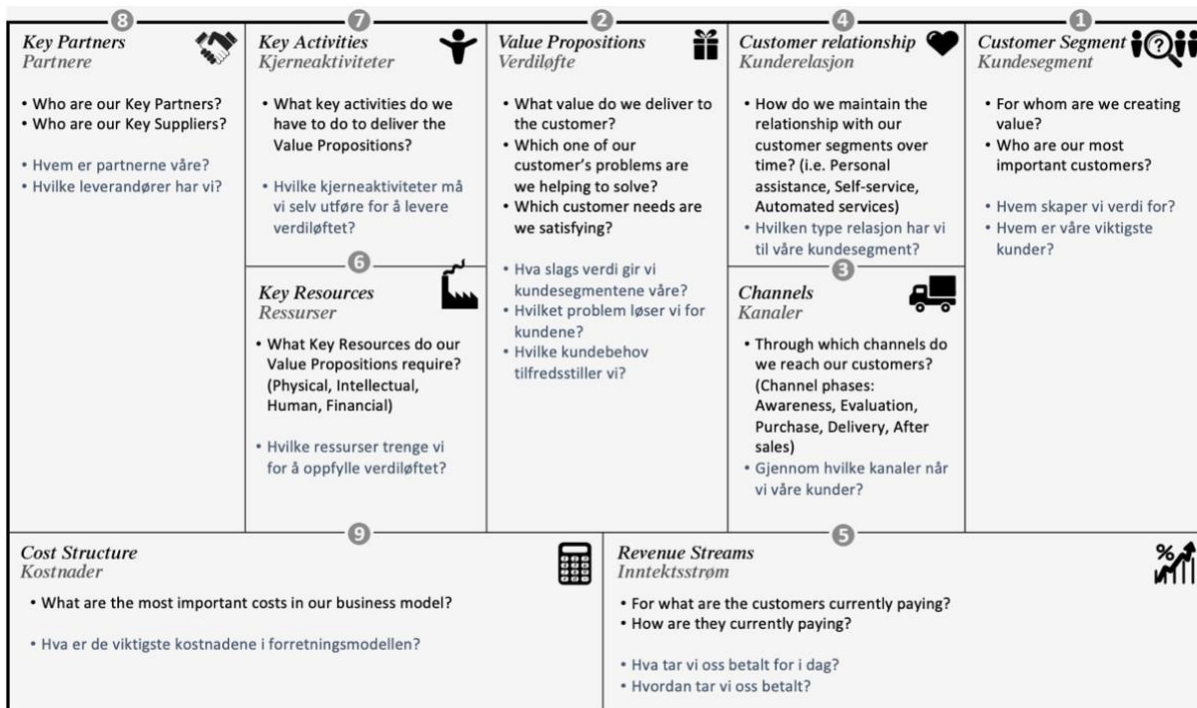 8
Key Partners
Partnere
• Who are our Key Partners?
• Who are our Key Suppliers?
• Hvem er partnerne våre?
• Hvilke leverandører har vi?
7
Key Activities
Kjerneaktiviteter
• What key activities do we
have to do to deliver the
Value Propositions?
• Hvilke kjerneaktiviteter må
vi selv utføre for å levere
verdiløftet?
6
Key Resources
Ressurser
• What Key Resources do our
Value Propositions require?
(Physical, Intellectual,
Human, Financial)
• Hvilke ressurser trenge vi
for å oppfylle verdiløftet?
2
Value Propositions
Verdiløfte
• What value do we deliver to
the customer?
• Which one of our
customer’s problems are
we helping to solve?
• Which customer needs are
we satisfying?
• Hva slags verdi gir vi
kundesegmentene våre?
• Hvilket problem løser vi for
kundene?
• Hvilke kundebehov
tilfredsstiller vi?
4
Customer relationship
Kunderelasjon
• How do we maintain the
relationship with our
customer segments over
time? (i.e. Personal
assistance, Self-service,
Automated services)
• Hvilken type relasjon har vi
til våre kundesegment?
3
Channels
Kanaler
• Through which channels do
we reach our customers?
(Channel phases:
Awareness, Evaluation,
Purchase, Delivery, After
sales)
• Gjennom hvilke kanaler når
vi våre kunder?
1
Customer Segment
Kundesegment
?
• For whom are we creating
value?
• Who are our most
important customers?
• Hvem skaper vi verdi for?
• Hvem er våre viktigste
kunder?
9
Cost Structure
Kostnader
• What are the most important costs in our business model?
• Hva er de viktigste kostnadene i forretningsmodellen?
5
Revenue Streams
Inntektsstrøm
%
• For what are the customers currently paying?
• How are they currently paying?
• Hva tar vi oss betalt for i dag?
• Hvordan tar vi oss betalt?